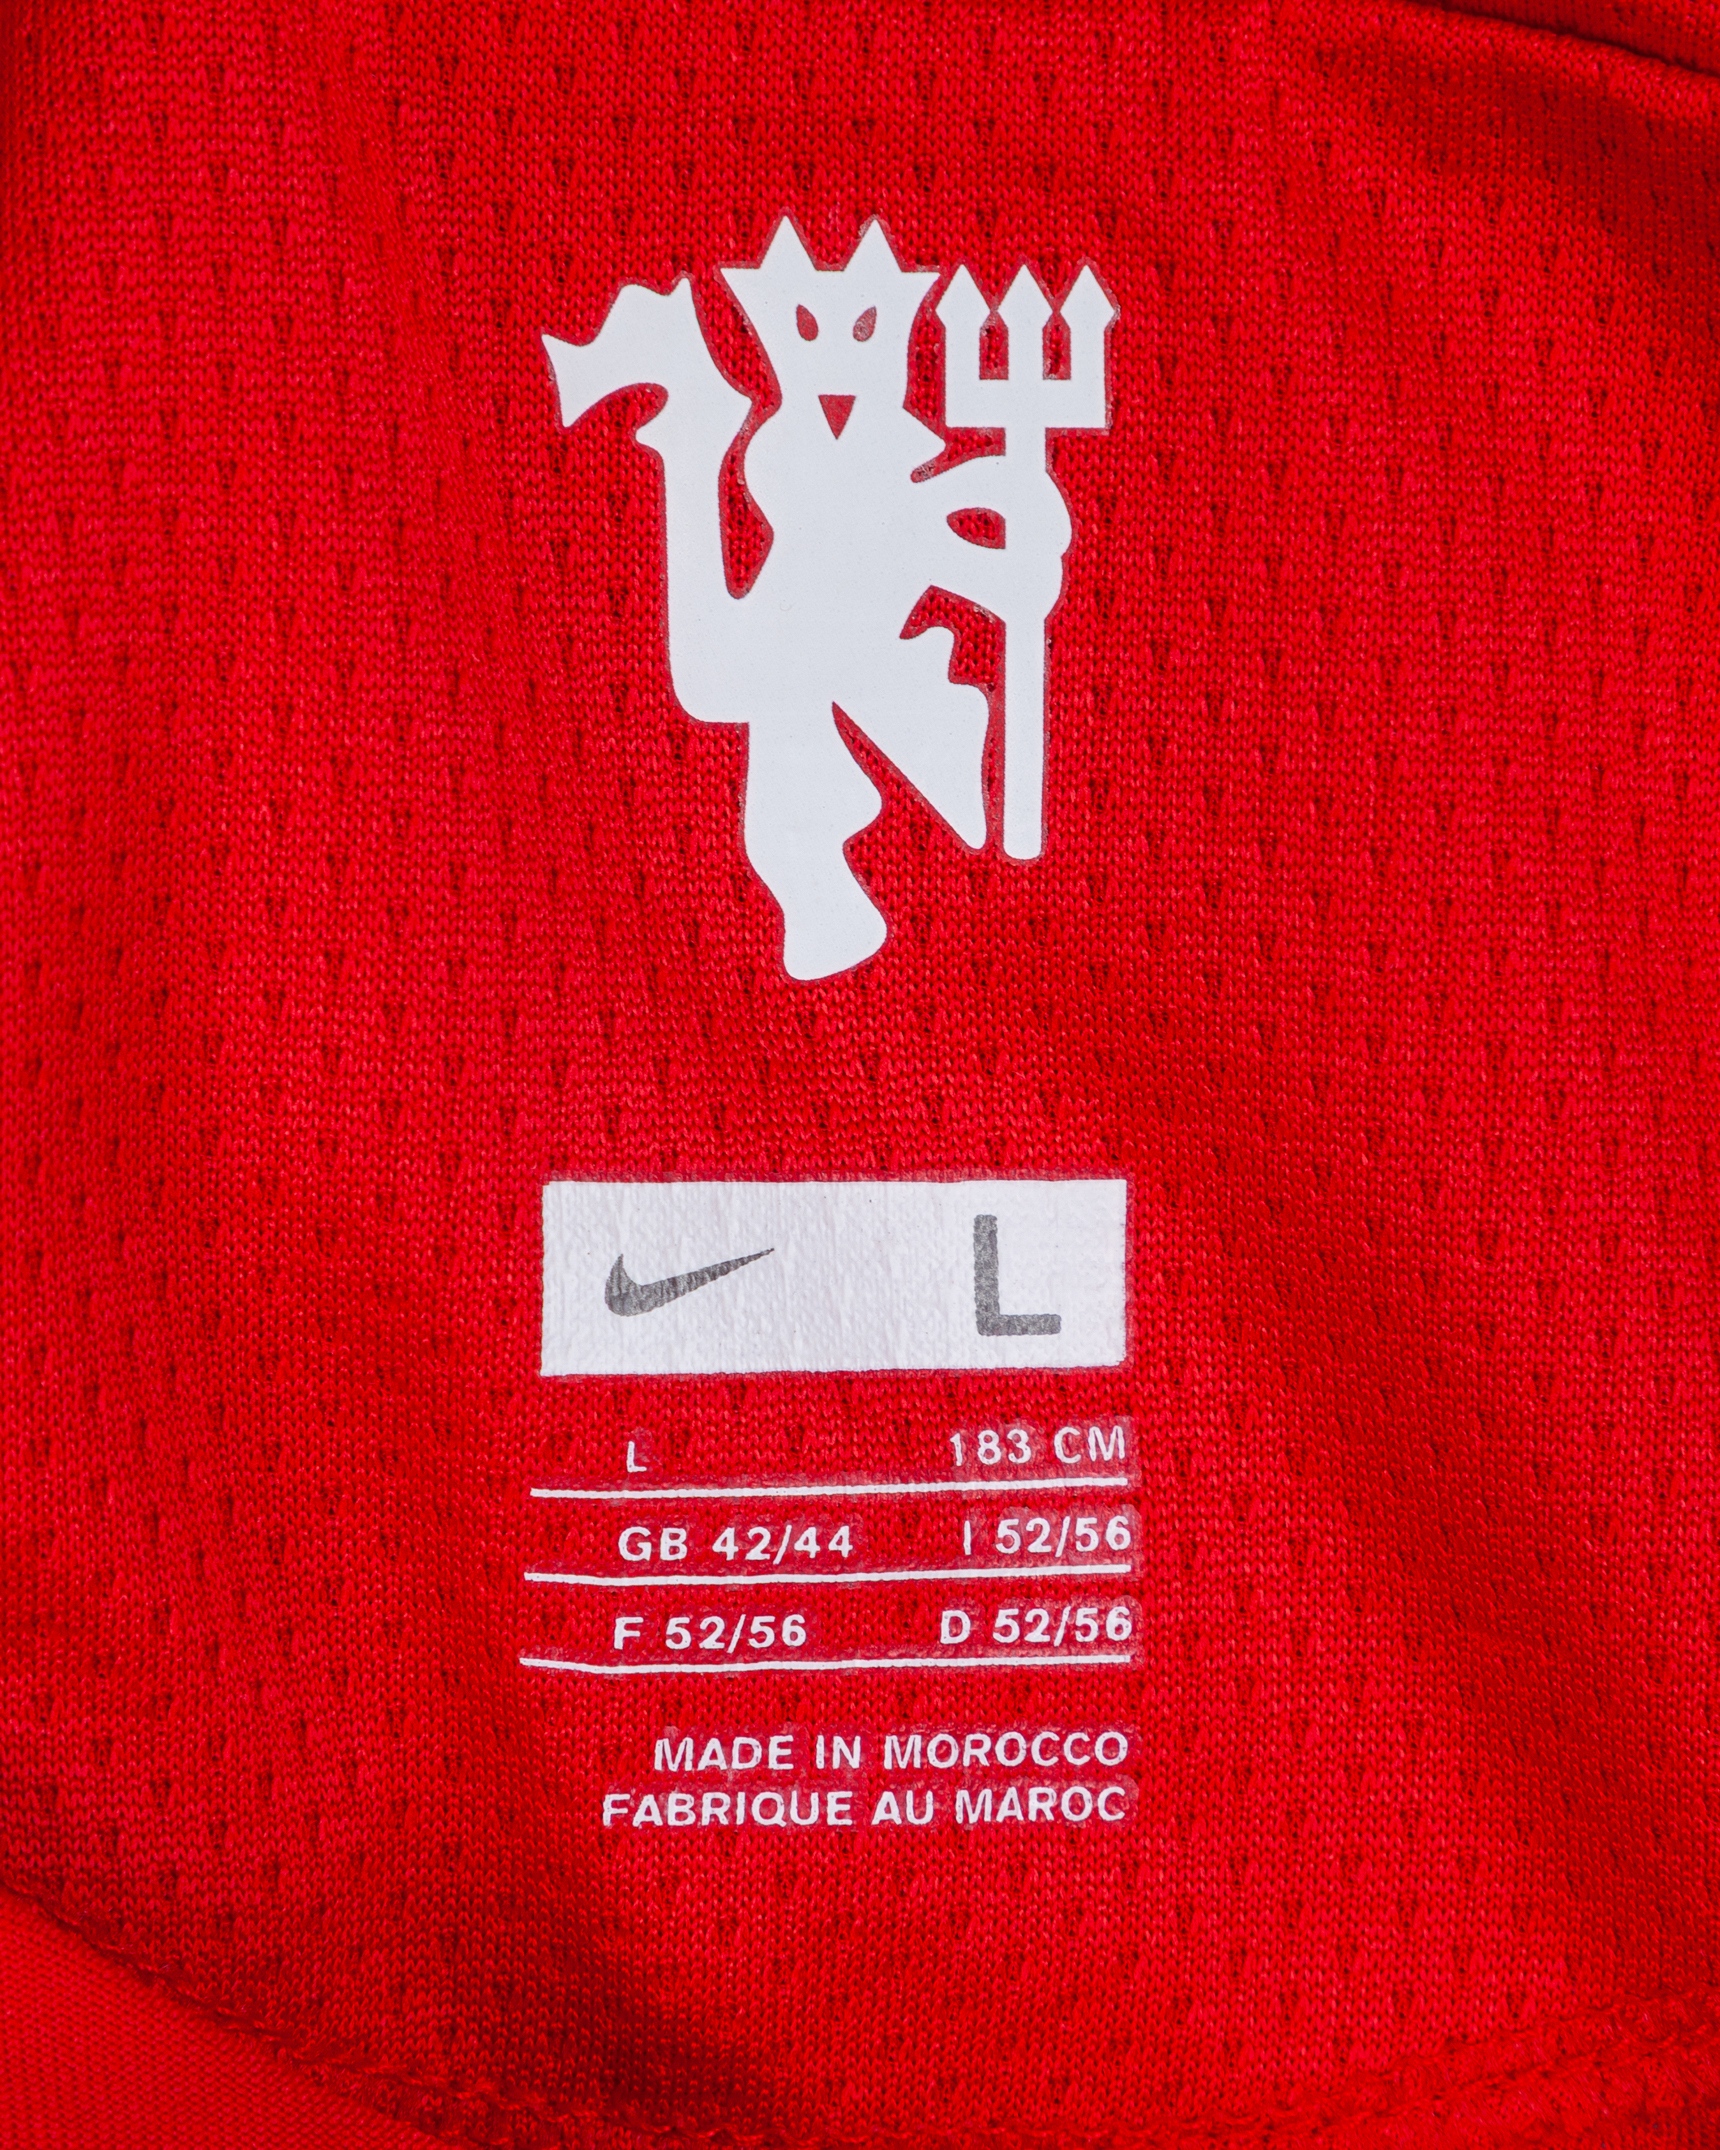 L
L 183 CM
GB 42/44 I 52/56
F 52/56 D 52/56
MADE IN MOROCCO
FABRIQUE AU MAROC